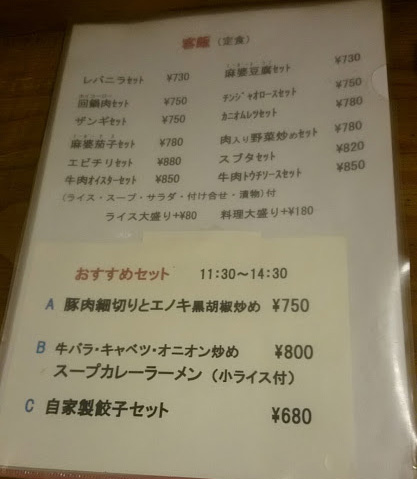 客飯（定食）
レバニラセット ¥730
麻婆豆腐セット ¥730
回鍋肉セット ¥750
チンジャオロースセット ¥750
ザンギセット ¥750
カニオムレツセット ¥780
麻婆茄子セット ¥780
肉入り野菜炒めセット ¥780
エビチリセット ¥880
スブタセット ¥820
牛肉オイスターセット ¥850
牛肉トウチソースセット ¥850
（ライス・スープ・サラダ・付け合せ・漬物）付
ライス大盛り+¥80 料理大盛り+¥180
おすすめセット 11:30～14:30
A 豚肉細切りとエノキ黒胡椒炒め ¥750
B 牛バラ・キャベツ・オニオン炒め ¥800
スープカレーラーメン（小ライス付）
C 自家製餃子セット ¥680